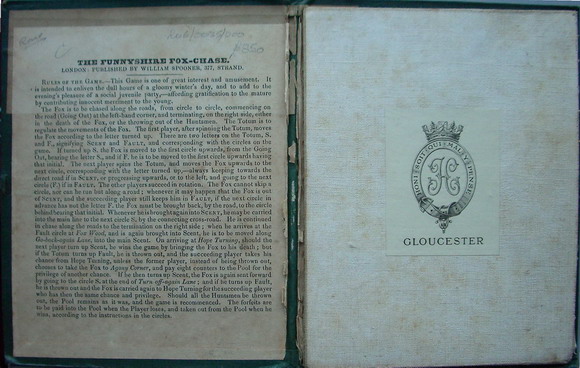 Rare
£350
THE FUNNYSHIRE FOX-CHASE.
LONDON: PUBLISHED BY WILLIAM SPOONER, 377, STRAND.
RULES OF THE GAME.—This Game is one of great interest and amusement. It
is intended to enliven the dull hours of a gloomy winter's day, and to add to the
evening's pleasure of a social juvenile party,—affording gratification to the mature
by contributing innocent merriment to the young.
The Fox is to be chased along the roads, from circle to circle, commencing on
the road (Going Out) at the left-hand corner, and terminating, on the right side, either
in the death of the Fox, or the throwing out of the Huntsmen. The Totum is to
regulate the movements of the Fox. The first player, after spinning the Totum, moves
the Fox according to the letter turned up. There are two letters on the Totum, S.
and F., signifying SCENT and FAULT, and corresponding with the circles on the
game. If turned up S. the Fox is moved to the first circle upwards, from the Going
Out, bearing the letter S., and if F. he is to be moved to the first circle upwards having
that initial. The next player spins the Totum, and moves the Fox upwards to the
next circle, corresponding with the letter turned up,—always keeping towards the
direct road if in SCENT, or progressing upwards, or to the left, and going to the next
circle (F.) if in FAULT. The other players succeed in rotation. The Fox cannot skip a
circle, nor can he run but along a road; whenever it may happen that the Fox is out
of SCENT, and the succeeding player still keeps him in FAULT, if the next circle in
advance has not the letter F. the Fox must be brought back, by the road, to the circle
behind bearing that initial. Whenever he is brought again into SCENT, he may be carried
into the main line to the next circle S. by the connecting cross-road. He is continued
in chase along the roads to the termination on the right side; when he arrives at the
Fault circle at Far Wood, and is again brought into Scent, he is to be moved along
Go-back-again Lane, into the main Scent. On arriving at Hope Turning, should the
next player turn up Scent, he wins the game by bringing the Fox to his death; but
if the Totum turns up Fault, he is thrown out, and the succeeding player takes his
chance from Hope Turning, unless the former player, instead of being thrown out,
chooses to take the Fox to Agony Corner, and pay eight counters to the Pool for the
privilege of another chance. If he then turns up Scent, the Fox is again sent forward
by going to the circle S. at the end of Turn-off-again Lane; and if he turns up Fault,
he is thrown out and the Fox is carried again to Hope Turning for the succeeding player
who has then the same chance and privilege. Should all the Huntsmen be thrown
out, the Pool remains as it was, and the game is recommenced. The forfeits are
to be paid into the Pool when the Player loses, and taken out from the Pool when he
wins, according to the instructions in the circles.
HONI SOIT QUI MAL Y PENSE
GLOUCESTER